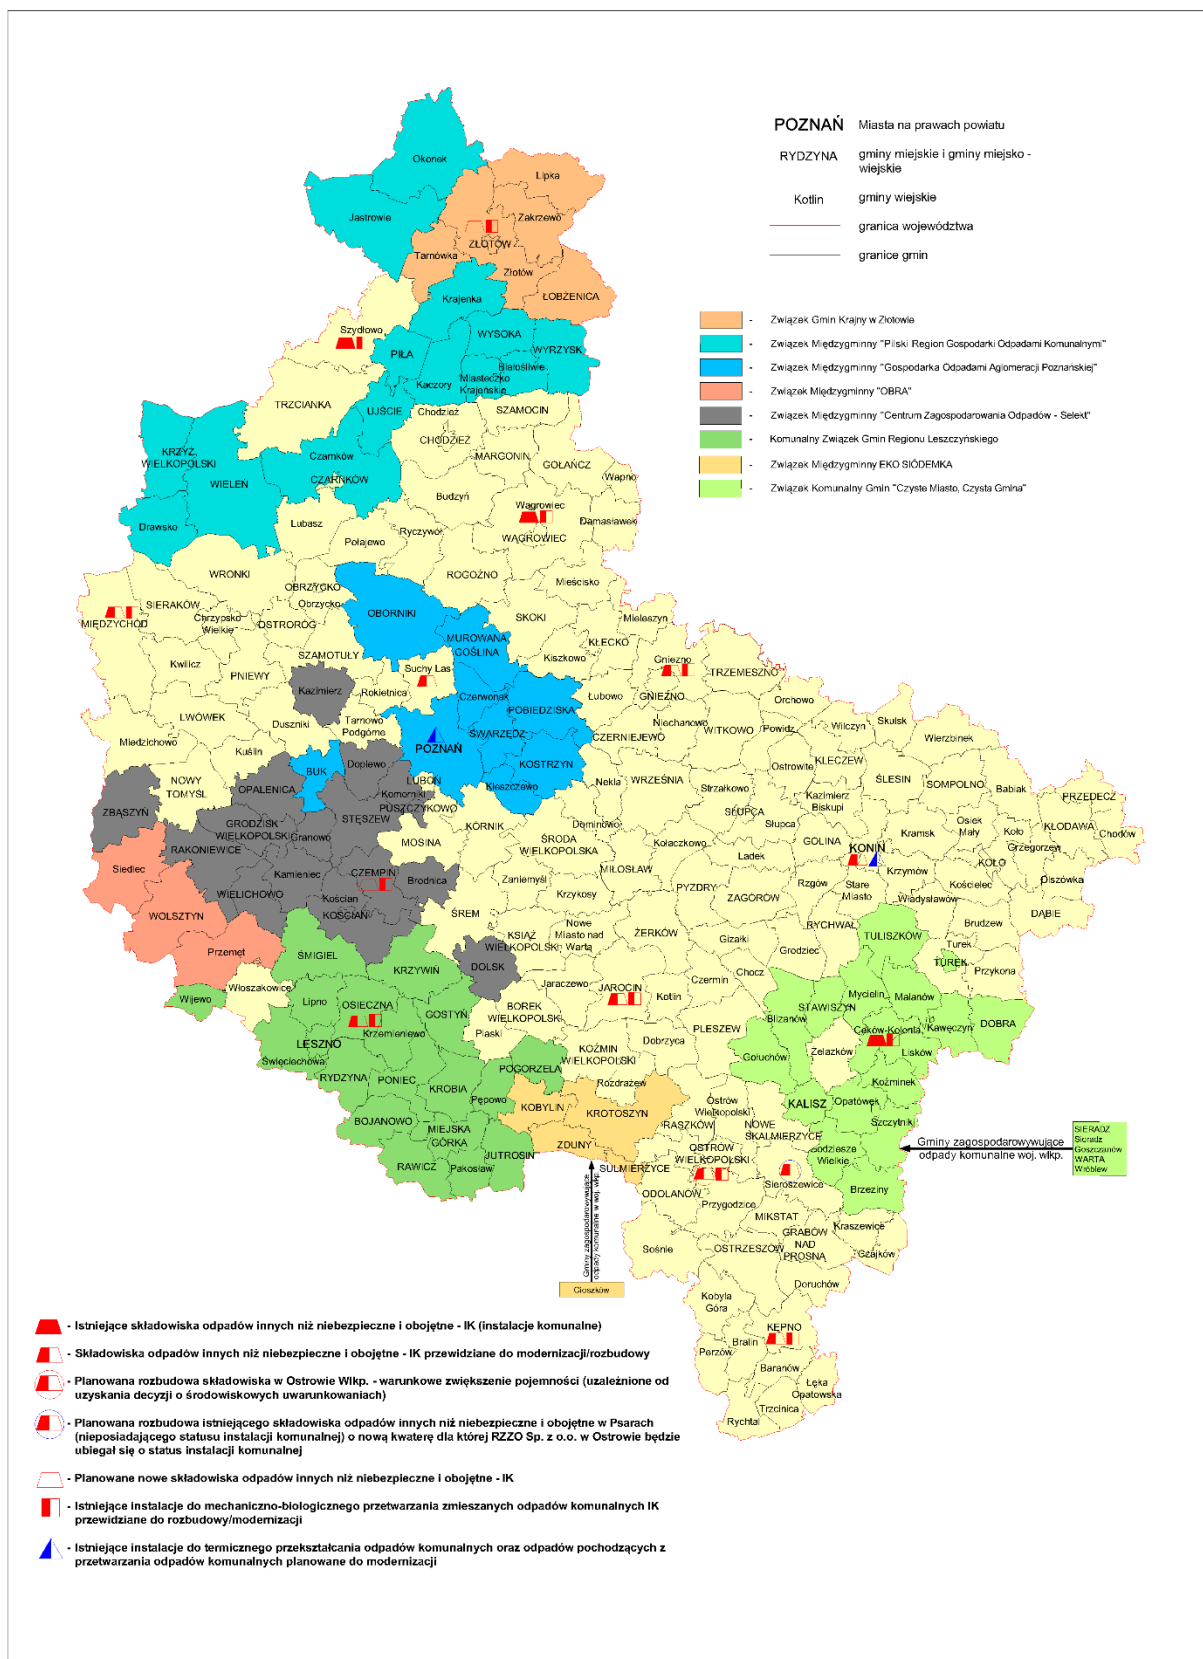 POZNAŃ Miasta na prawach powiatu
RYDZYNA gminy miejskie i gminy miejsko -
wiejskie
Kotlin gminy wiejskie
granica województwa
granice gmin
- Związek Gmin Krajny w Złotowie
- Związek Międzygminny "Pilski Region Gospodarki Odpadami Komunalnymi"
- Związek Międzygminny "Gospodarka Odpadami Aglomeracji Poznańskiej"
- Związek Międzygminny "OBRA"
- Związek Międzygminny "Centrum Zagospodarowania Odpadów - Selekt"
- Komunalny Związek Gmin Regionu Leszczyńskiego
- Związek Międzygminny EKO SIÓDEMKA
- Związek Komunalny Gmin "Czyste Miasto, Czysta Gmina"
Okonek
Lipka
Jastrowie
Zakrzewo
ZŁOTÓW
Tarnówka
Złotów
ŁOBŻENICA
Krajenka
Szydłowo
WYSOKA
PIŁA
WYRZYSK
Białośliwie
Kaczory
Miasteczko
Krajeńskie
TRZCIANKA
UJŚCIE
Chodzież
SZAMOCIN
CHODZIEŻ
KRZYŻ
WIELKOPOLSKI
Czarnków
MARGONIN
GOŁAŃCZ
WIELEŃ
CZARNKÓW
Wapno
Budzyń
Wągrowiec
Drawsko
Lubasz
Damasławek
Ryczywół
WĄGROWIEC
Połajewo
WRONKI
ROGOŹNO
Mieścisko
OBRZYCKO
Obrzycko
SIERAKÓW
OBORNIKI
MIĘDZYCHÓD
Chrzypsko
Wielkie
OSTRORÓG
SKOKI
Mieleszyn
MUROWANA
GOŚLINA
KŁECKO
SZAMOTUŁY
Kwilcz
Kiszkowo
Gniezno
PNIEWY
Suchy Las
TRZEMESZNO
Kaźmierz
Rokietnica
Czerwonak
Łubowo
GNIEZNO
Orchowo
LWÓWEK
Duszniki
POBIEDZISKA
Niechanowo
Tarnowo
Podgórne
WITKOWO
Powidz
Wilczyn
Skulsk
Miedzichowo
SWARZĘDZ
CZERNIEJEWO
Wierzbinek
Kuślin
POZNAŃ
KOSTRZYN
KLECZEW
BUK
Dopiewo
Ostrowite
NOWY
TOMYŚL
OPALENICA
LUBOŃ
Kleszczewo
Nekla
WRZEŚNIA
Strzałkowo
ŚLESIN
SOMPOLNO
Babiak
Komorniki
PUSZCZYKOWO
Kazimierz
Biskupi
PRZEDECZ
ZBĄSZYŃ
STĘSZEW
SŁUPCA
GRODZISK
WIELKOPOLSKI
KÓRNIK
Dominowo
Słupca
Osiek
Mały
Koło
KŁODAWA
Chodów
Granowo
MOSINA
ŚRODA
WIELKOPOLSKA
Kołaczkowo
GOLINA
KONIN
Kramsk
Grzegorzew
RAKONIEWICE
Lądek
KOŁO
Siedlec
Kamieniec
CZEMPIŃ
Brodnica
Zaniemyśl
MIŁOSŁAW
Krzymów
Olszówka
PYZDRY
Rzgów
Stare
Miasto
Kościelec
WIELICHOWO
Kościan
Krzykosy
ZAGORÓW
Władysławów
DĄBIE
WOLSZTYN
KOŚCIAN
ŚREM
Nowe
Miasto nad
Wartą
RYCHWAŁ
Brudzew
KSIĄŻ
WIELKOPOLSKI
ŻERKÓW
Gizałki
TULISZKÓW
Przemęt
ŚMIGIEL
Grodziec
Turek
TUREK
DOLSK
KRZYWIŃ
Chocz
Przykona
Włoszakowice
Czermin
Mycielin
Malanów
Wijewo
Jaraczewo
JAROCIN
Kotlin
Lipno
OSIECZNA
BOREK
WIELKOPOLSKI
STAWISZYN
GOSTYŃ
Blizanów
Kawęczyn
DOBRA
Ceków-Kolonia
Krzemieniewo
Piaski
PLESZEW
LESZNO
Dobrzyca
Lisków
Święciechowa
KOŹMIN
WIELKOPOLSKI
Gołuchów
Żelazków
RYDZYNA
PONIEC
POGORZELA
Koźminek
KROBIA
Rozdrażew
Pępowo
KOBYLIN
KROTOSZYN
Ostrów
Wielkopolski
KALISZ
Opatówek
BOJANOWO
Szczytniki
MIEJSKA
GÓRKA
RASZKÓW
NOWE
SKALMIERZYCE
JUTROSIN
ZDUNY
OSTRÓW
WIELKOPOLSKI
Godziesze
Wielkie
RAWICZ
Pakosław
SULMIERZYCE
Sieroszewice
ODOLANÓW
Brzeziny
Przygodzice
MIKSTAT
Kraszewice
GRABÓW
NAD
PROSNĄ
Sośnie
OSTRZESZÓW
Czajków
Doruchów
Kobyla
Góra
KĘPNO
Bralin
Perzów
Baranów
Łęka
Opatowska
Trzcinica
Rychtal
Gminy zagospodarowywujące
odpady komunalne woj. wlkp.
SIERADZ
Sieradz
Goszczanów
WARTA
Wróblew
Gminy zagospodarowywujące
odpady komunalne w woj. wlkp.
Cieszków
- Istniejące składowiska odpadów innych niż niebezpieczne i obojętne - IK (instalacje komunalne)
- Składowiska odpadów innych niż niebezpieczne i obojętne - IK przewidziane do modernizacji/rozbudowy
- Planowana rozbudowa składowiska w Ostrowie Wlkp. - warunkowe zwiększenie pojemności (uzależnione od
uzyskania decyzji o środowiskowych uwarunkowaniach)
- Planowana rozbudowa istniejącego składowiska odpadów innych niż niebezpieczne i obojętne w Psarach
(nieposiadającego statusu instalacji komunalnej) o nową kwaterę dla której RZZO Sp. z o.o. w Ostrowie będzie
ubiegał się o status instalacji komunalnej
- Planowane nowe składowiska odpadów innych niż niebezpieczne i obojętne - IK
- Istniejące instalacje do mechaniczno-biologicznego przetwarzania zmieszanych odpadów komunalnych IK
przewidziane do rozbudowy/modernizacji
- Istniejące instalacje do termicznego przekształcania odpadów komunalnych oraz odpadów pochodzących z
przetwarzania odpadów komunalnych planowane do modernizacji